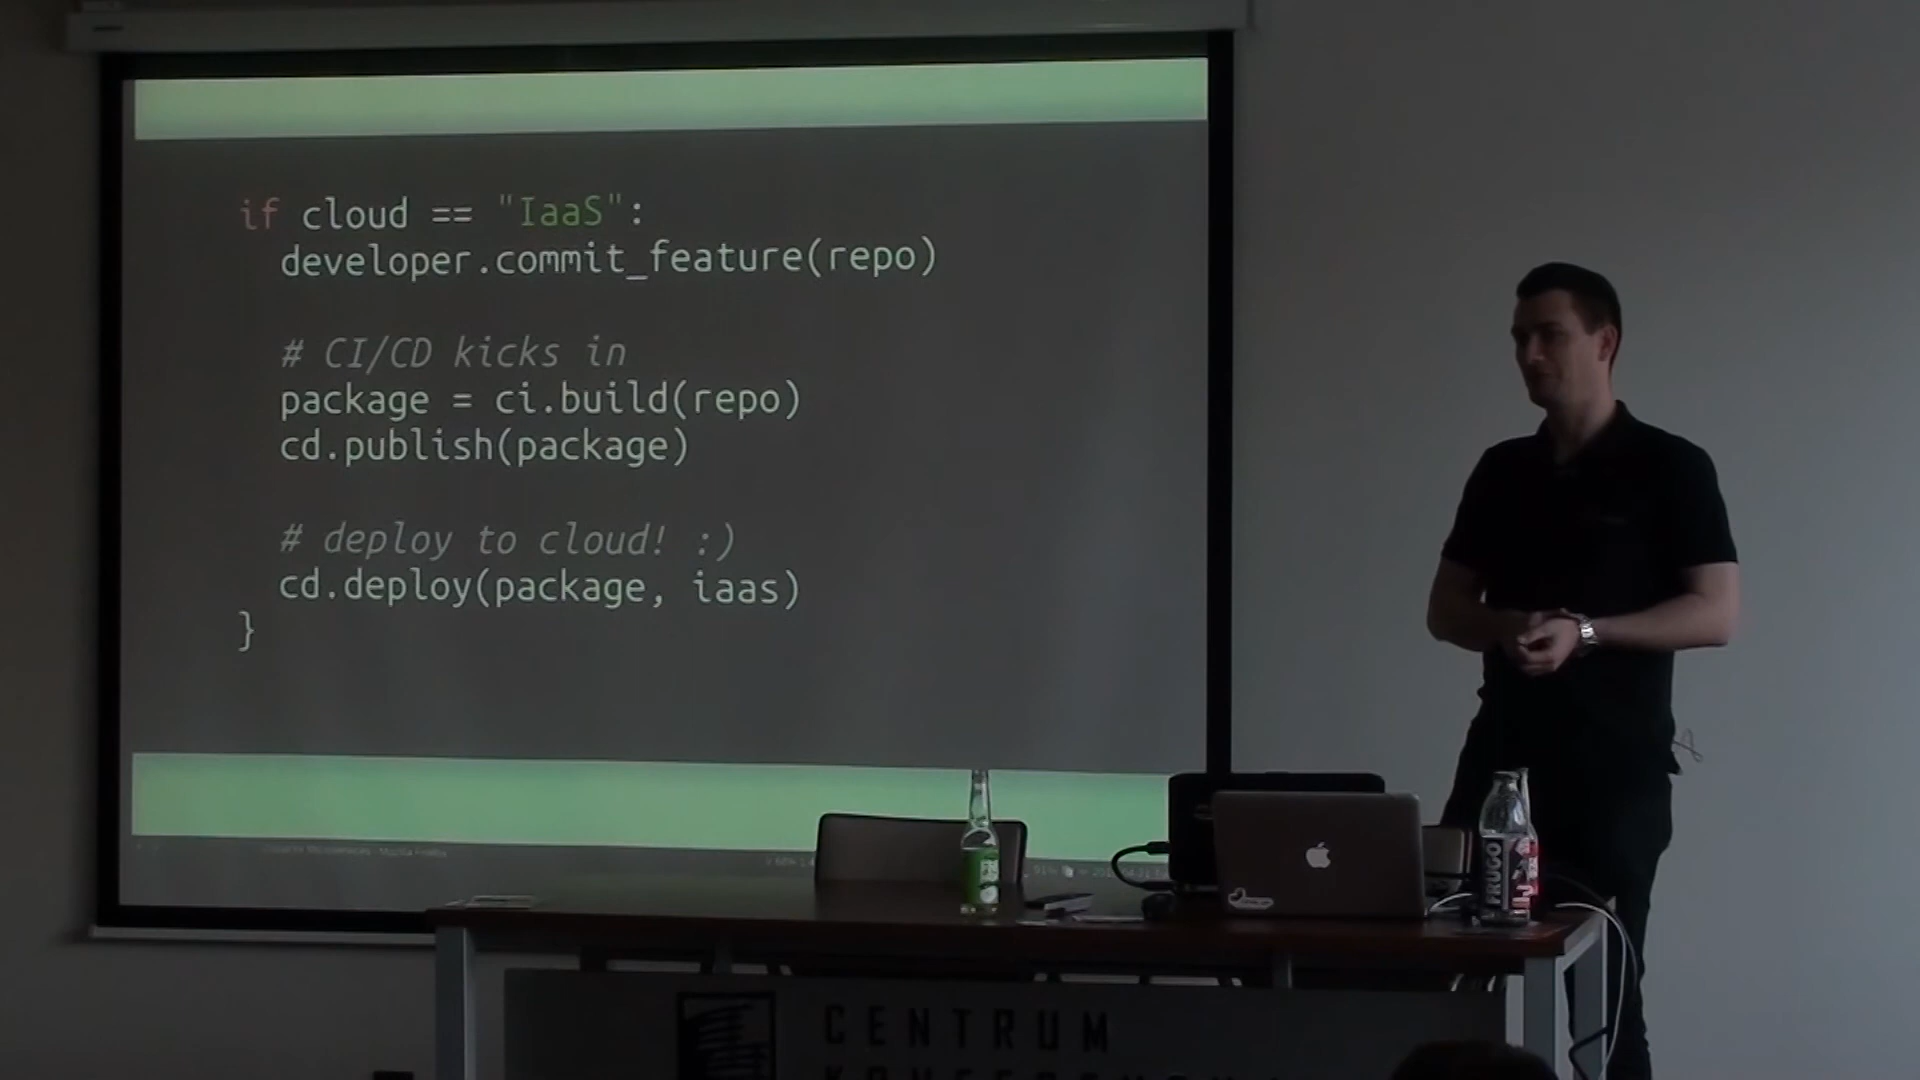 if cloud == "IaaS":
developer.commit_feature(repo)
# CI/CD kicks in
package = ci.build(repo)
cd.publish(package)
# deploy to cloud! :)
cd.deploy(package, iaas)
}
FRUGO
CENTRUM